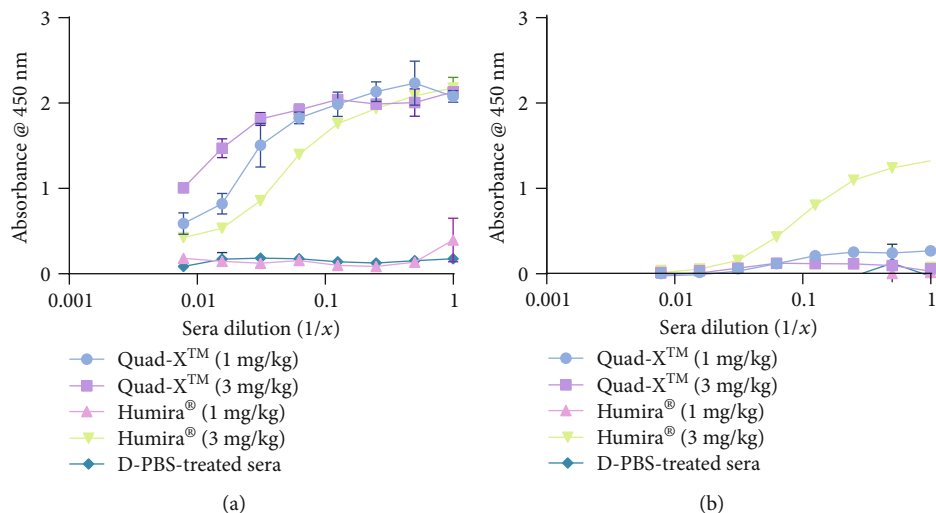 3
2
1
0
Absorbance @ 450 nm
0.001
0.01
0.1
1
Sera dilution (1/x)
Quad-X™ (1 mg/kg)
Quad-X™ (3 mg/kg)
Humira® (1 mg/kg)
Humira® (3 mg/kg)
D-PBS-treated sera
(a)
3
2
1
0
Absorbance @ 450 nm
0.001
0.01
0.1
1
Sera dilution (1/x)
Quad-X™ (1 mg/kg)
Quad-X™ (3 mg/kg)
Humira® (1 mg/kg)
Humira® (3 mg/kg)
D-PBS-treated sera
(b)